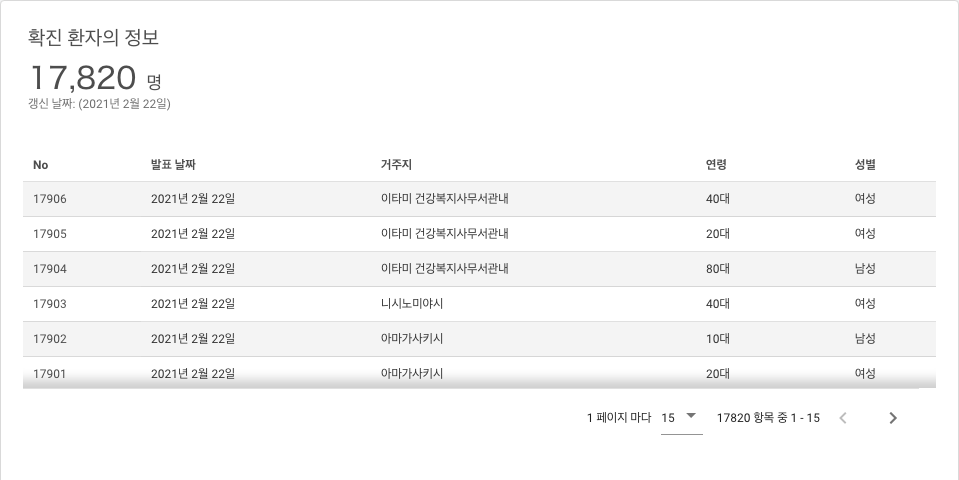 확진 환자의 정보
17,820 명
갱신 날짜: (2021년 2월 22일)
No 발표 날짜 거주지 연령 성별
17906 2021년 2월 22일 이타미 건강복지사무서관내 40대 여성
17905 2021년 2월 22일 이타미 건강복지사무서관내 20대 여성
17904 2021년 2월 22일 이타미 건강복지사무서관내 80대 남성
17903 2021년 2월 22일 니시노미야시 40대 여성
17902 2021년 2월 22일 아마가사키시 10대 남성
17901 2021년 2월 22일 아마가사키시 20대 여성
1 페이지 마다 15 17820 항목 중 1 - 15